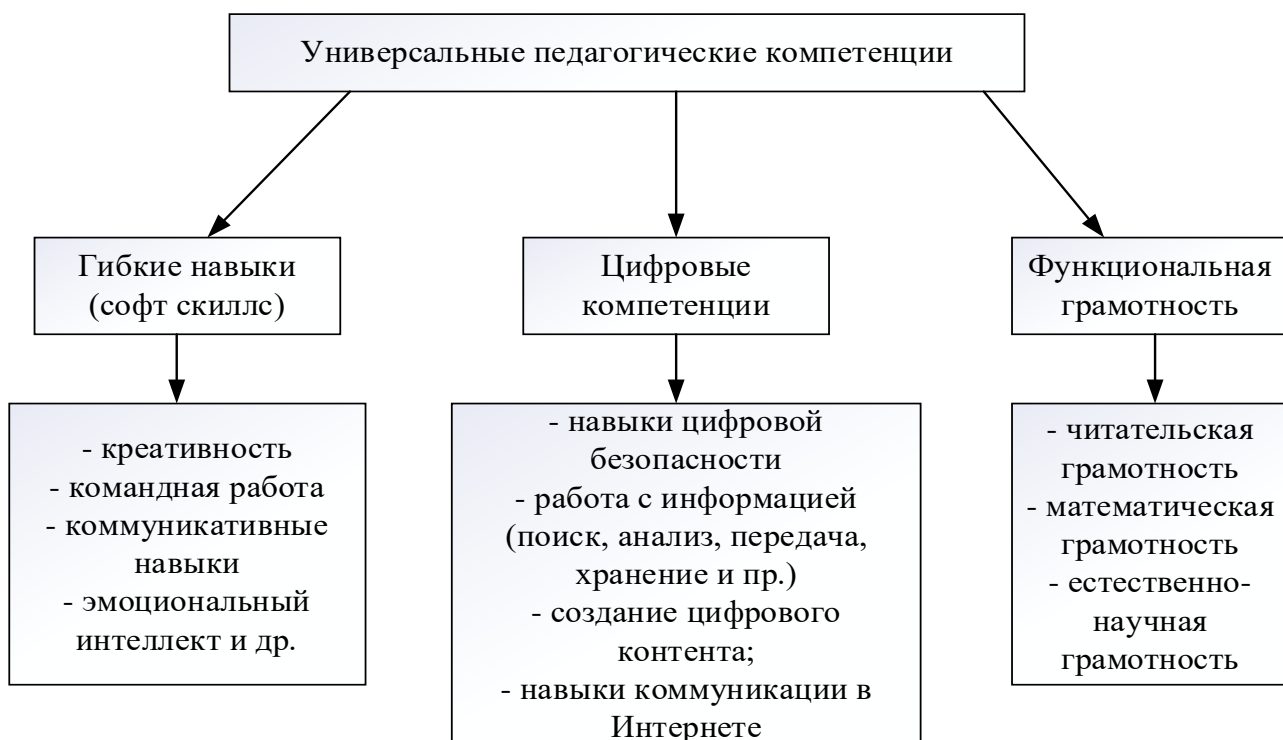 Универсальные педагогические компетенции
Гибкие навыки
(софт скиллс)
Цифровые
компетенции
Функциональная
грамотность
- креативность
- командная работа
- коммуникативные
навыки
- эмоциональный
интеллект и др.
- навыки цифровой
безопасности
- работа с информацией
(поиск, анализ, передача,
хранение и пр.)
- создание цифрового
контента;
- навыки коммуникации в
Интернете
- читательская
грамотность
- математическая
грамотность
- естественно-
научная
грамотность